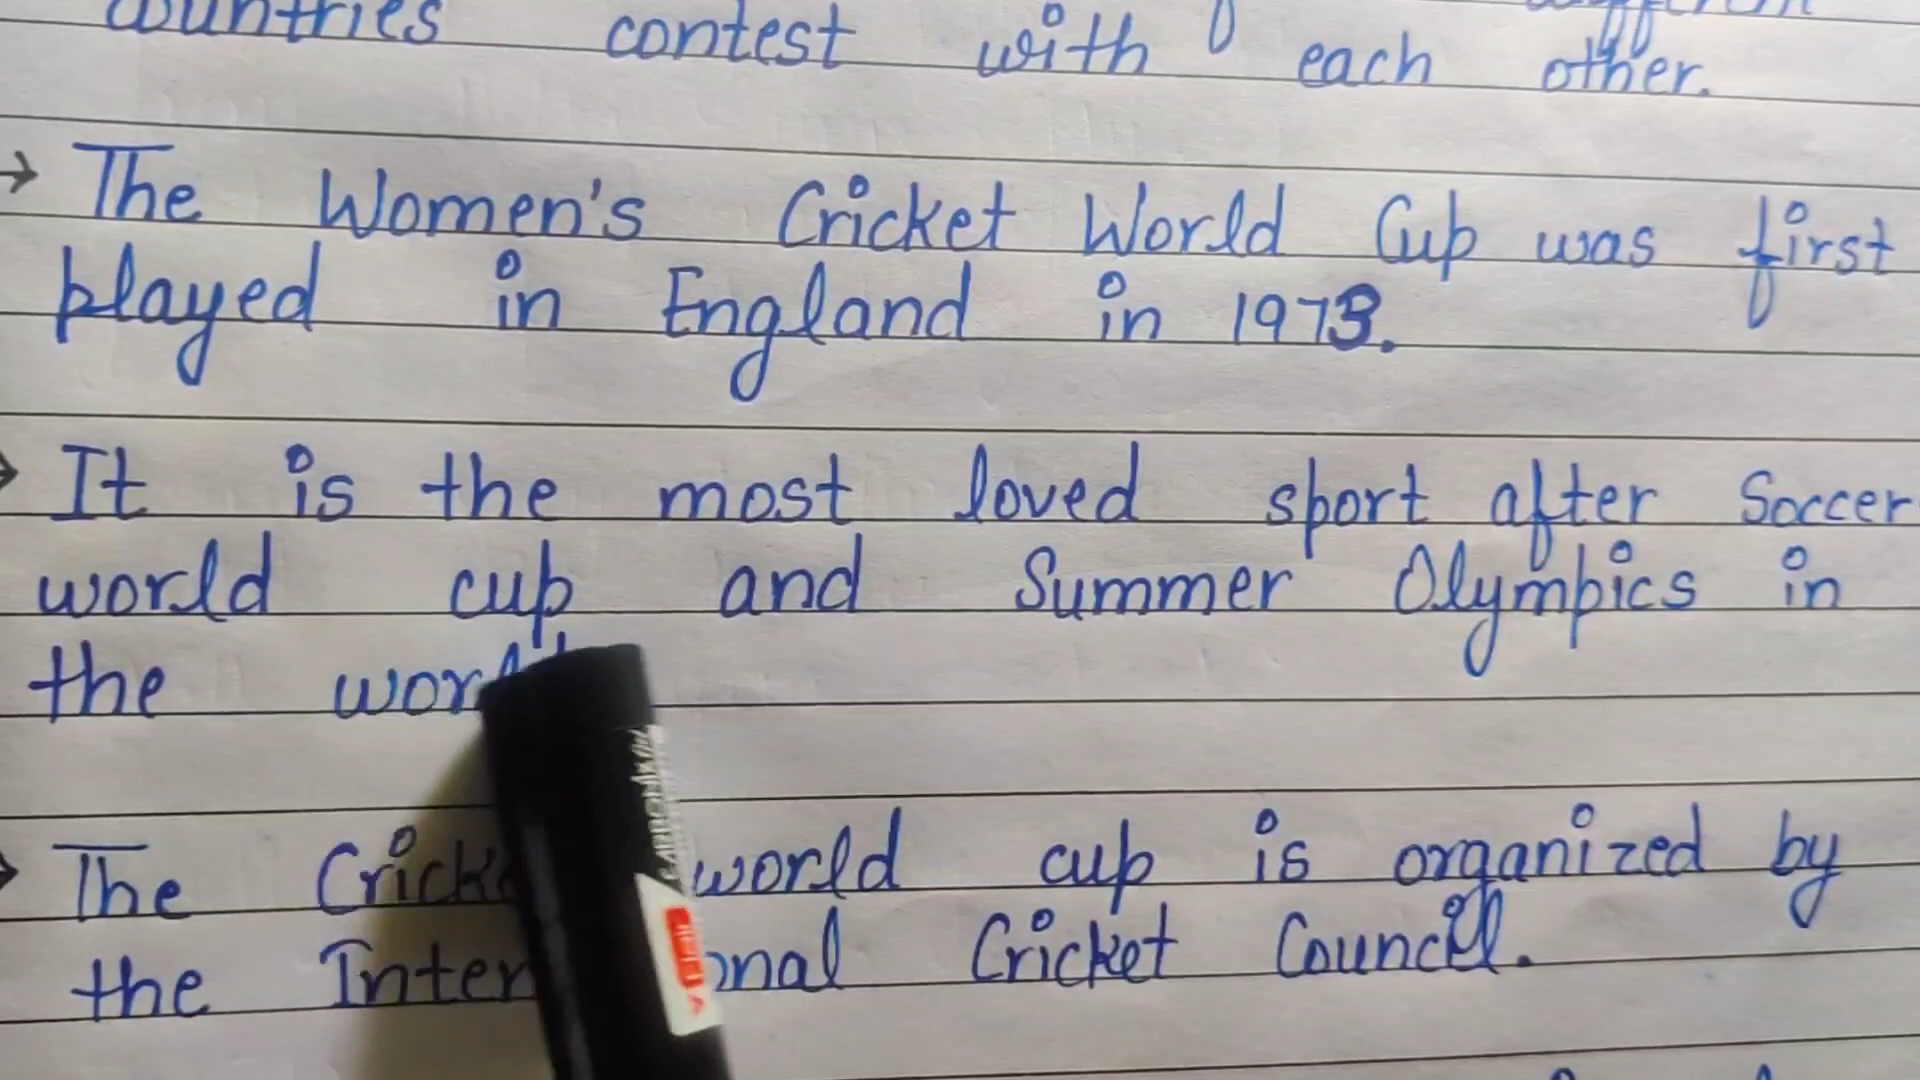 countries contest with each other.
→ The Women's Cricket World Cup was first
played in England in 1973.
→ It is the most loved sport after Soccer
world cup and Summer Olympics in
the
→ The world cup is organized by
the Cricket Council.